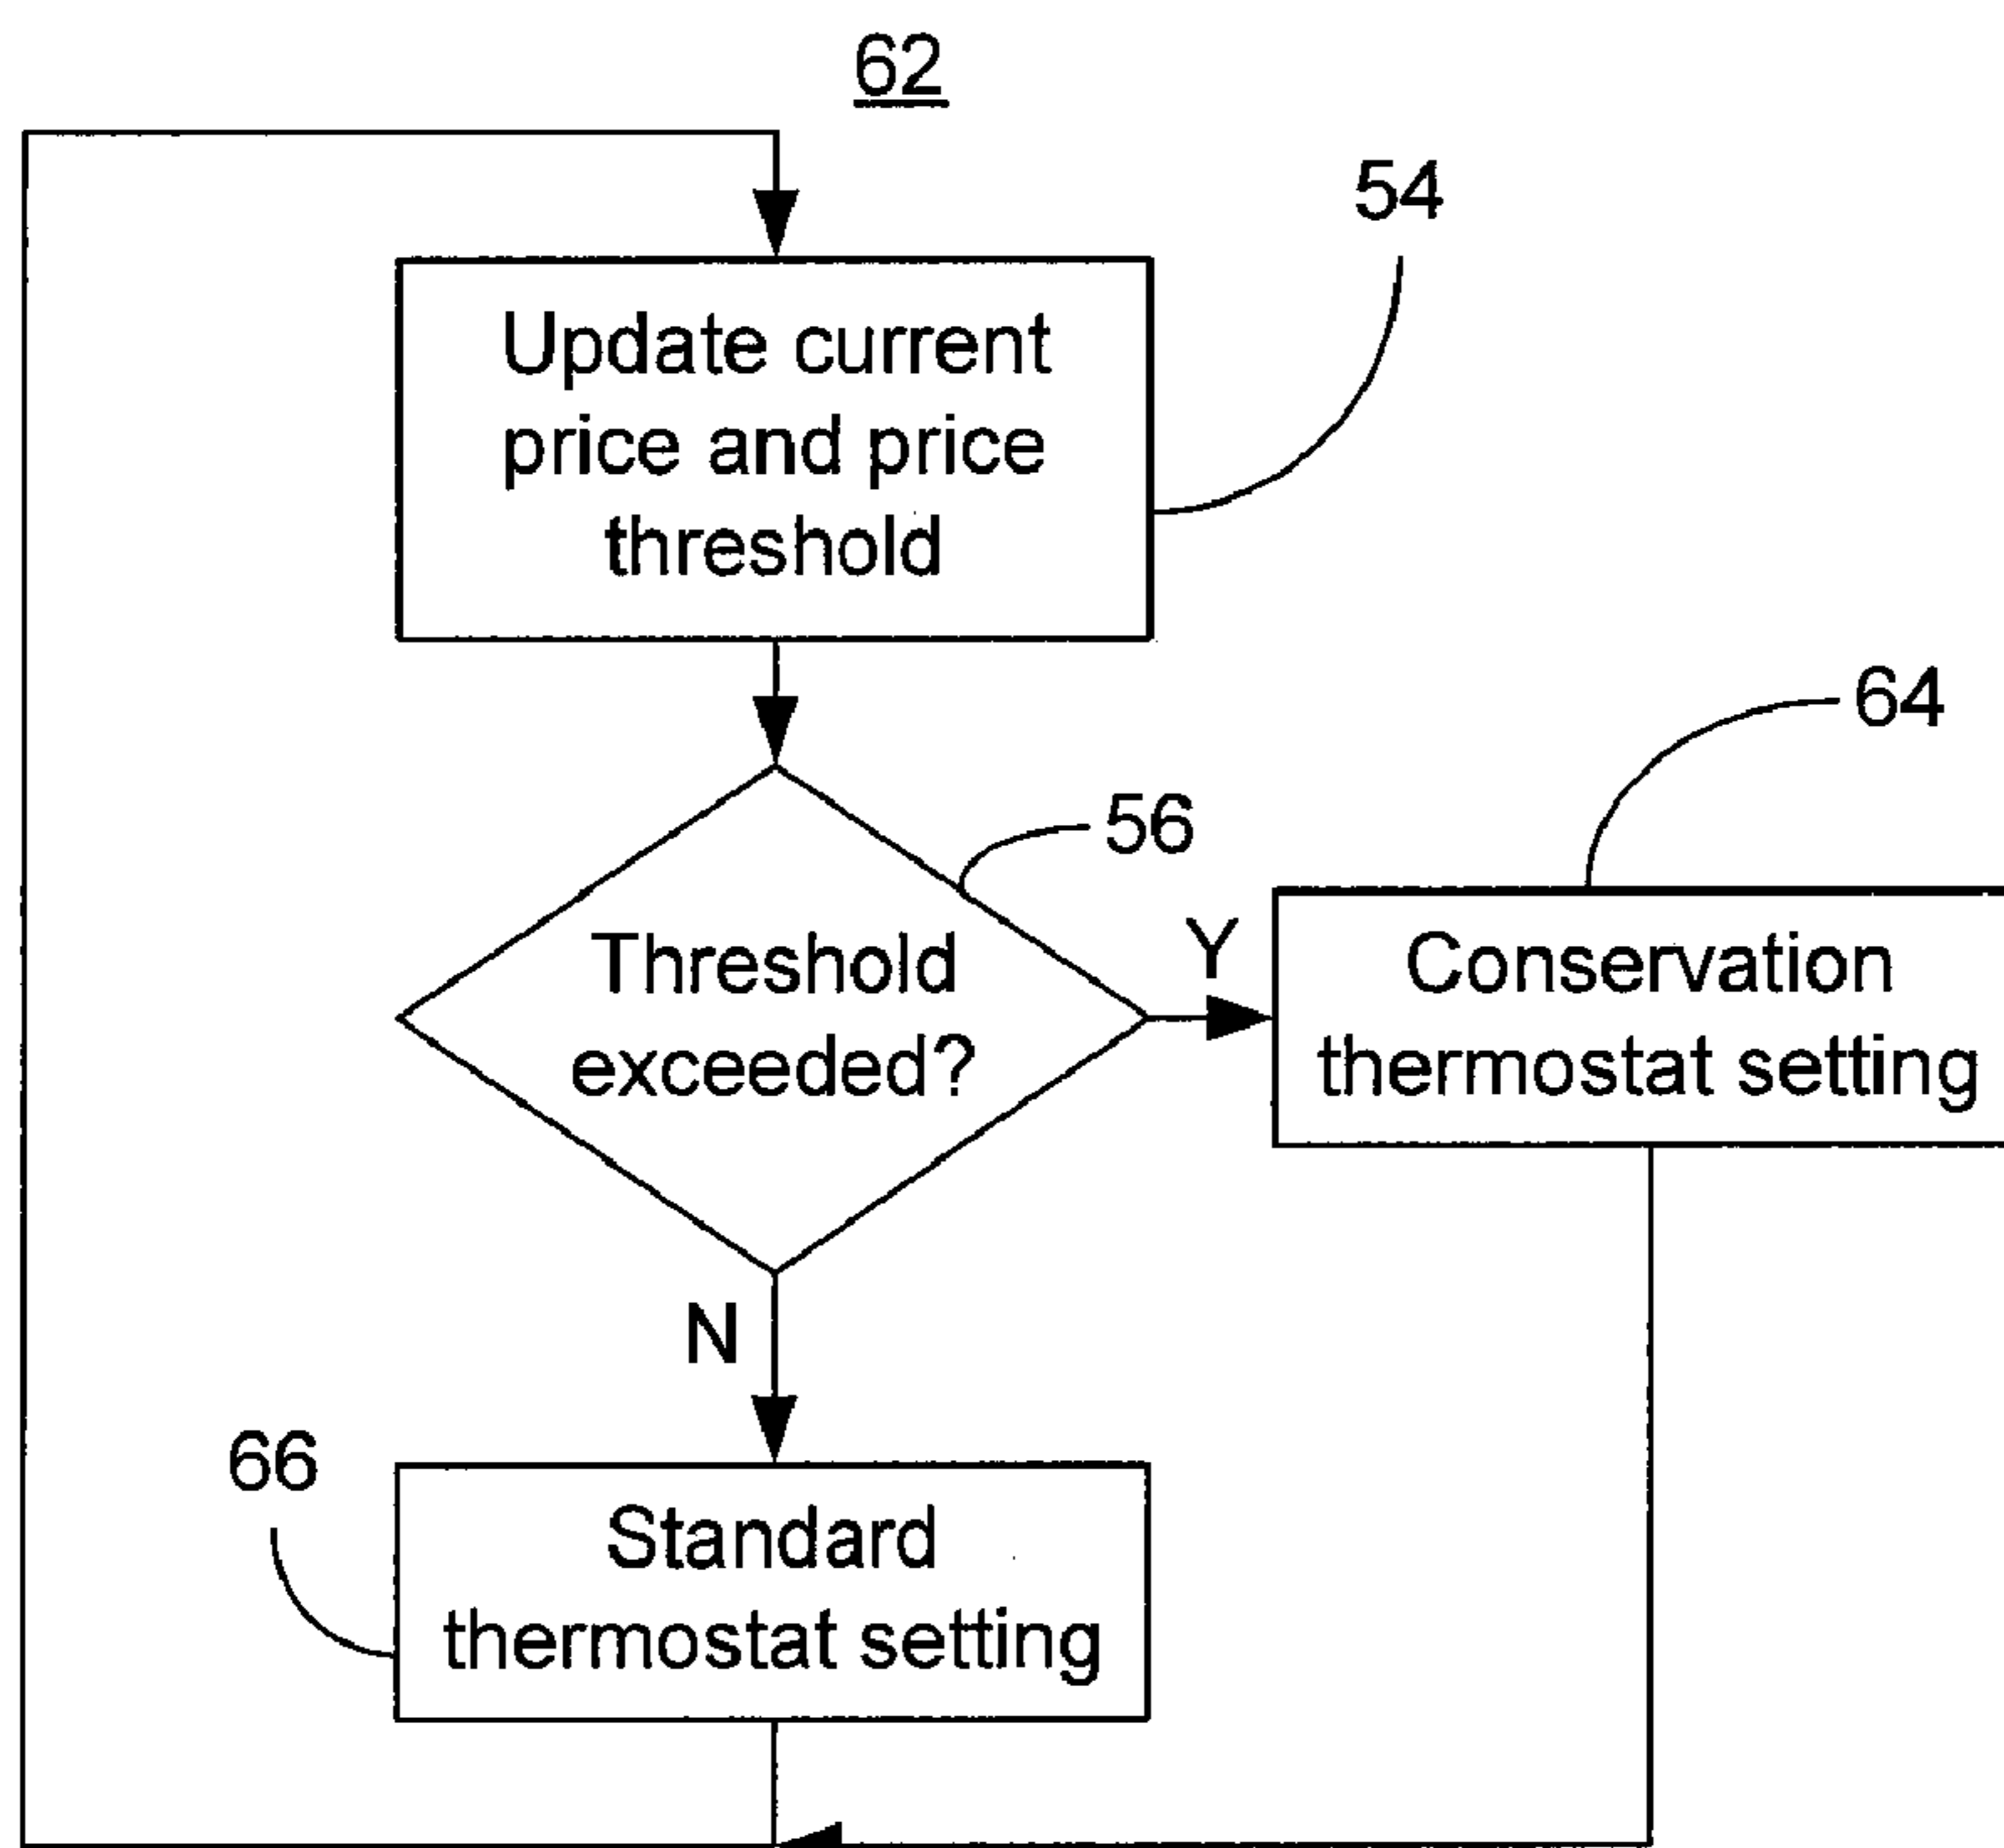 62
54
Update current
price and price
threshold
64
56
Threshold
exceeded?
Y
Conservation
thermostat setting
N
66
Standard
thermostat setting